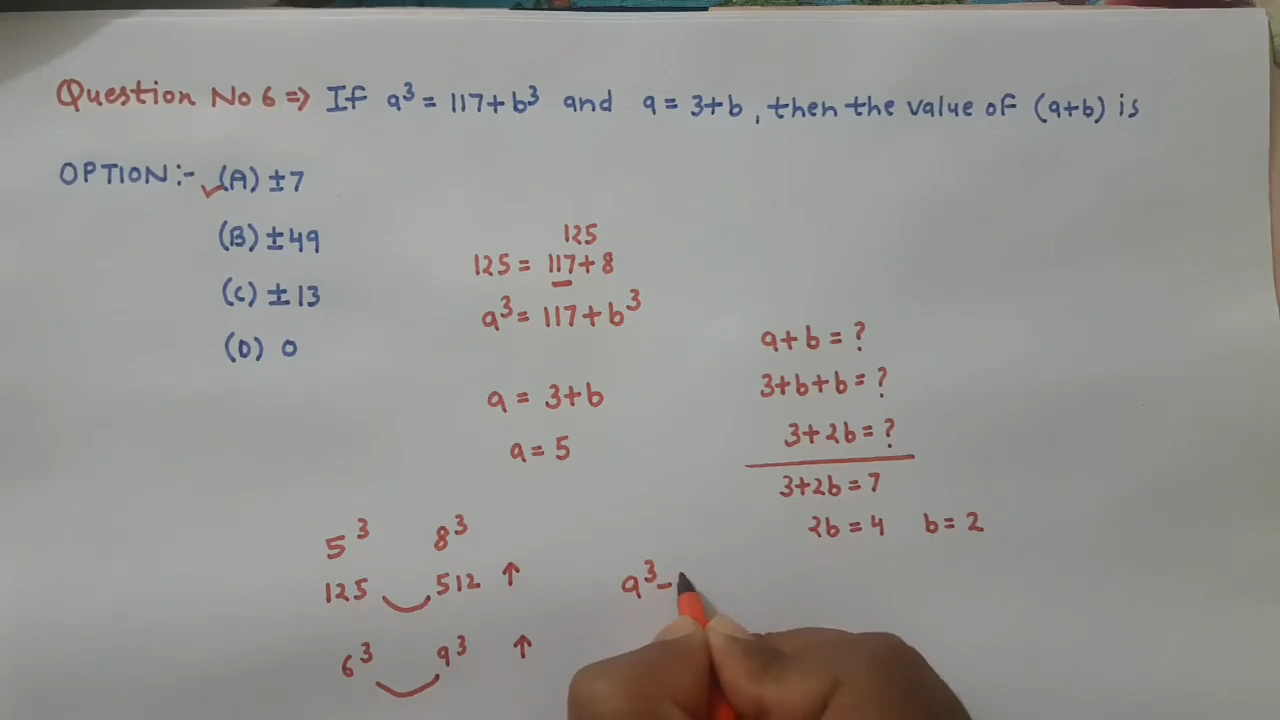 Question No 6 => If a³ = 117 + b³ and a = 3+b, then the value of (a+b) is
OPTION:- (A) ±7
(B) ±49
(C) ±13
(D) 0
125
125 = 117 + 8
a³ = 117 + b³
a = 3+b
a = 5
a+b = ?
3+b+b = ?
3+2b = ?
3+2b = 7
2b = 4 b = 2
5³ 8³
125 512 ↑
6³ 9³ ↑
a³-